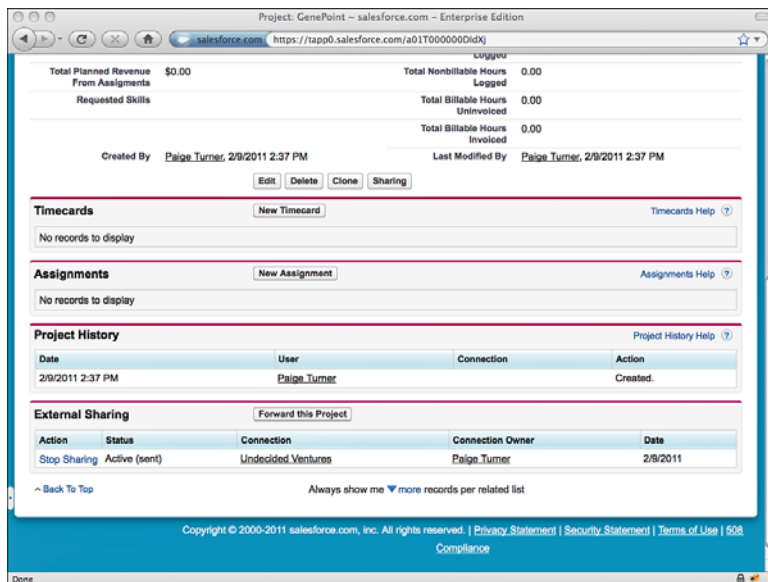 Project: GenePoint ~ salesforce.com - Enterprise Edition
salesforce.com https://tapp0.salesforce.com/a01T000000DIdXj
Logged
Total Planned Revenue From Assigments $0.00 Total Nonbillable Hours Logged 0.00
Requested Skills Total Billable Hours Uninvoiced 0.00
Total Billable Hours Invoiced 0.00
Created By Paige Turner, 2/9/2011 2:37 PM Last Modified By Paige Turner, 2/9/2011 2:37 PM
Edit Delete Clone Sharing
Timecards New Timecard Timecards Help ?
No records to display
Assignments New Assignment Assignments Help ?
No records to display
Project History Project History Help ?
Date User Connection Action
2/9/2011 2:37 PM Paige Turner Created.
External Sharing Forward this Project
Action Status Connection Connection Owner Date
Stop Sharing Active (sent) Undecided Ventures Paige Turner 2/9/2011
^ Back To Top Always show me ▼ more records per related list
Copyright © 2000-2011 salesforce.com, inc. All rights reserved. | Privacy Statement | Security Statement | Terms of Use | 508
Compliance
Done